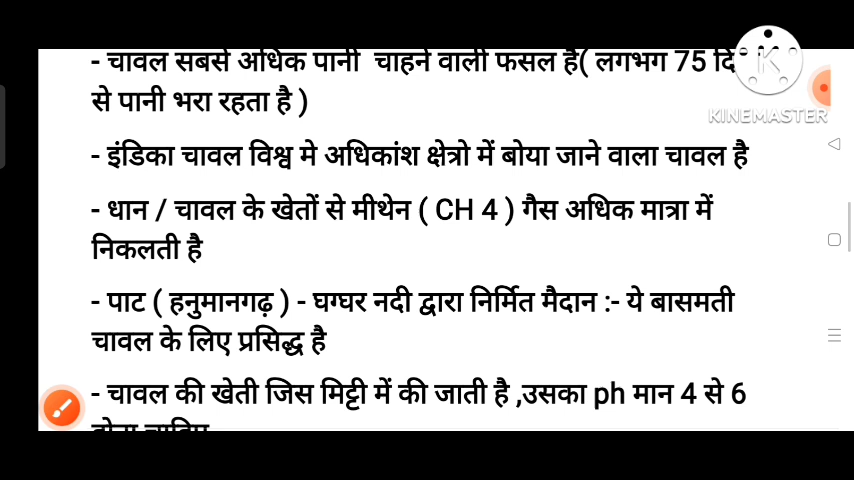 - चावल सबसे अधिक पानी चाहने वाली फसल है( लगभग 75
से पानी भरा रहता है )
KINEMASTER
- इंडिका चावल विश्व मे अधिकांश क्षेत्रो में बोया जाने वाला चावल है
- धान / चावल के खेतों से मीथेन ( CH 4 ) गैस अधिक मात्रा में
निकलती है
- पाट ( हनुमानगढ़ ) - घग्घर नदी द्वारा निर्मित मैदान :- ये बासमती
चावल के लिए प्रसिद्ध है
- चावल की खेती जिस मिट्टी में की जाती है ,उसका ph मान 4 से 6